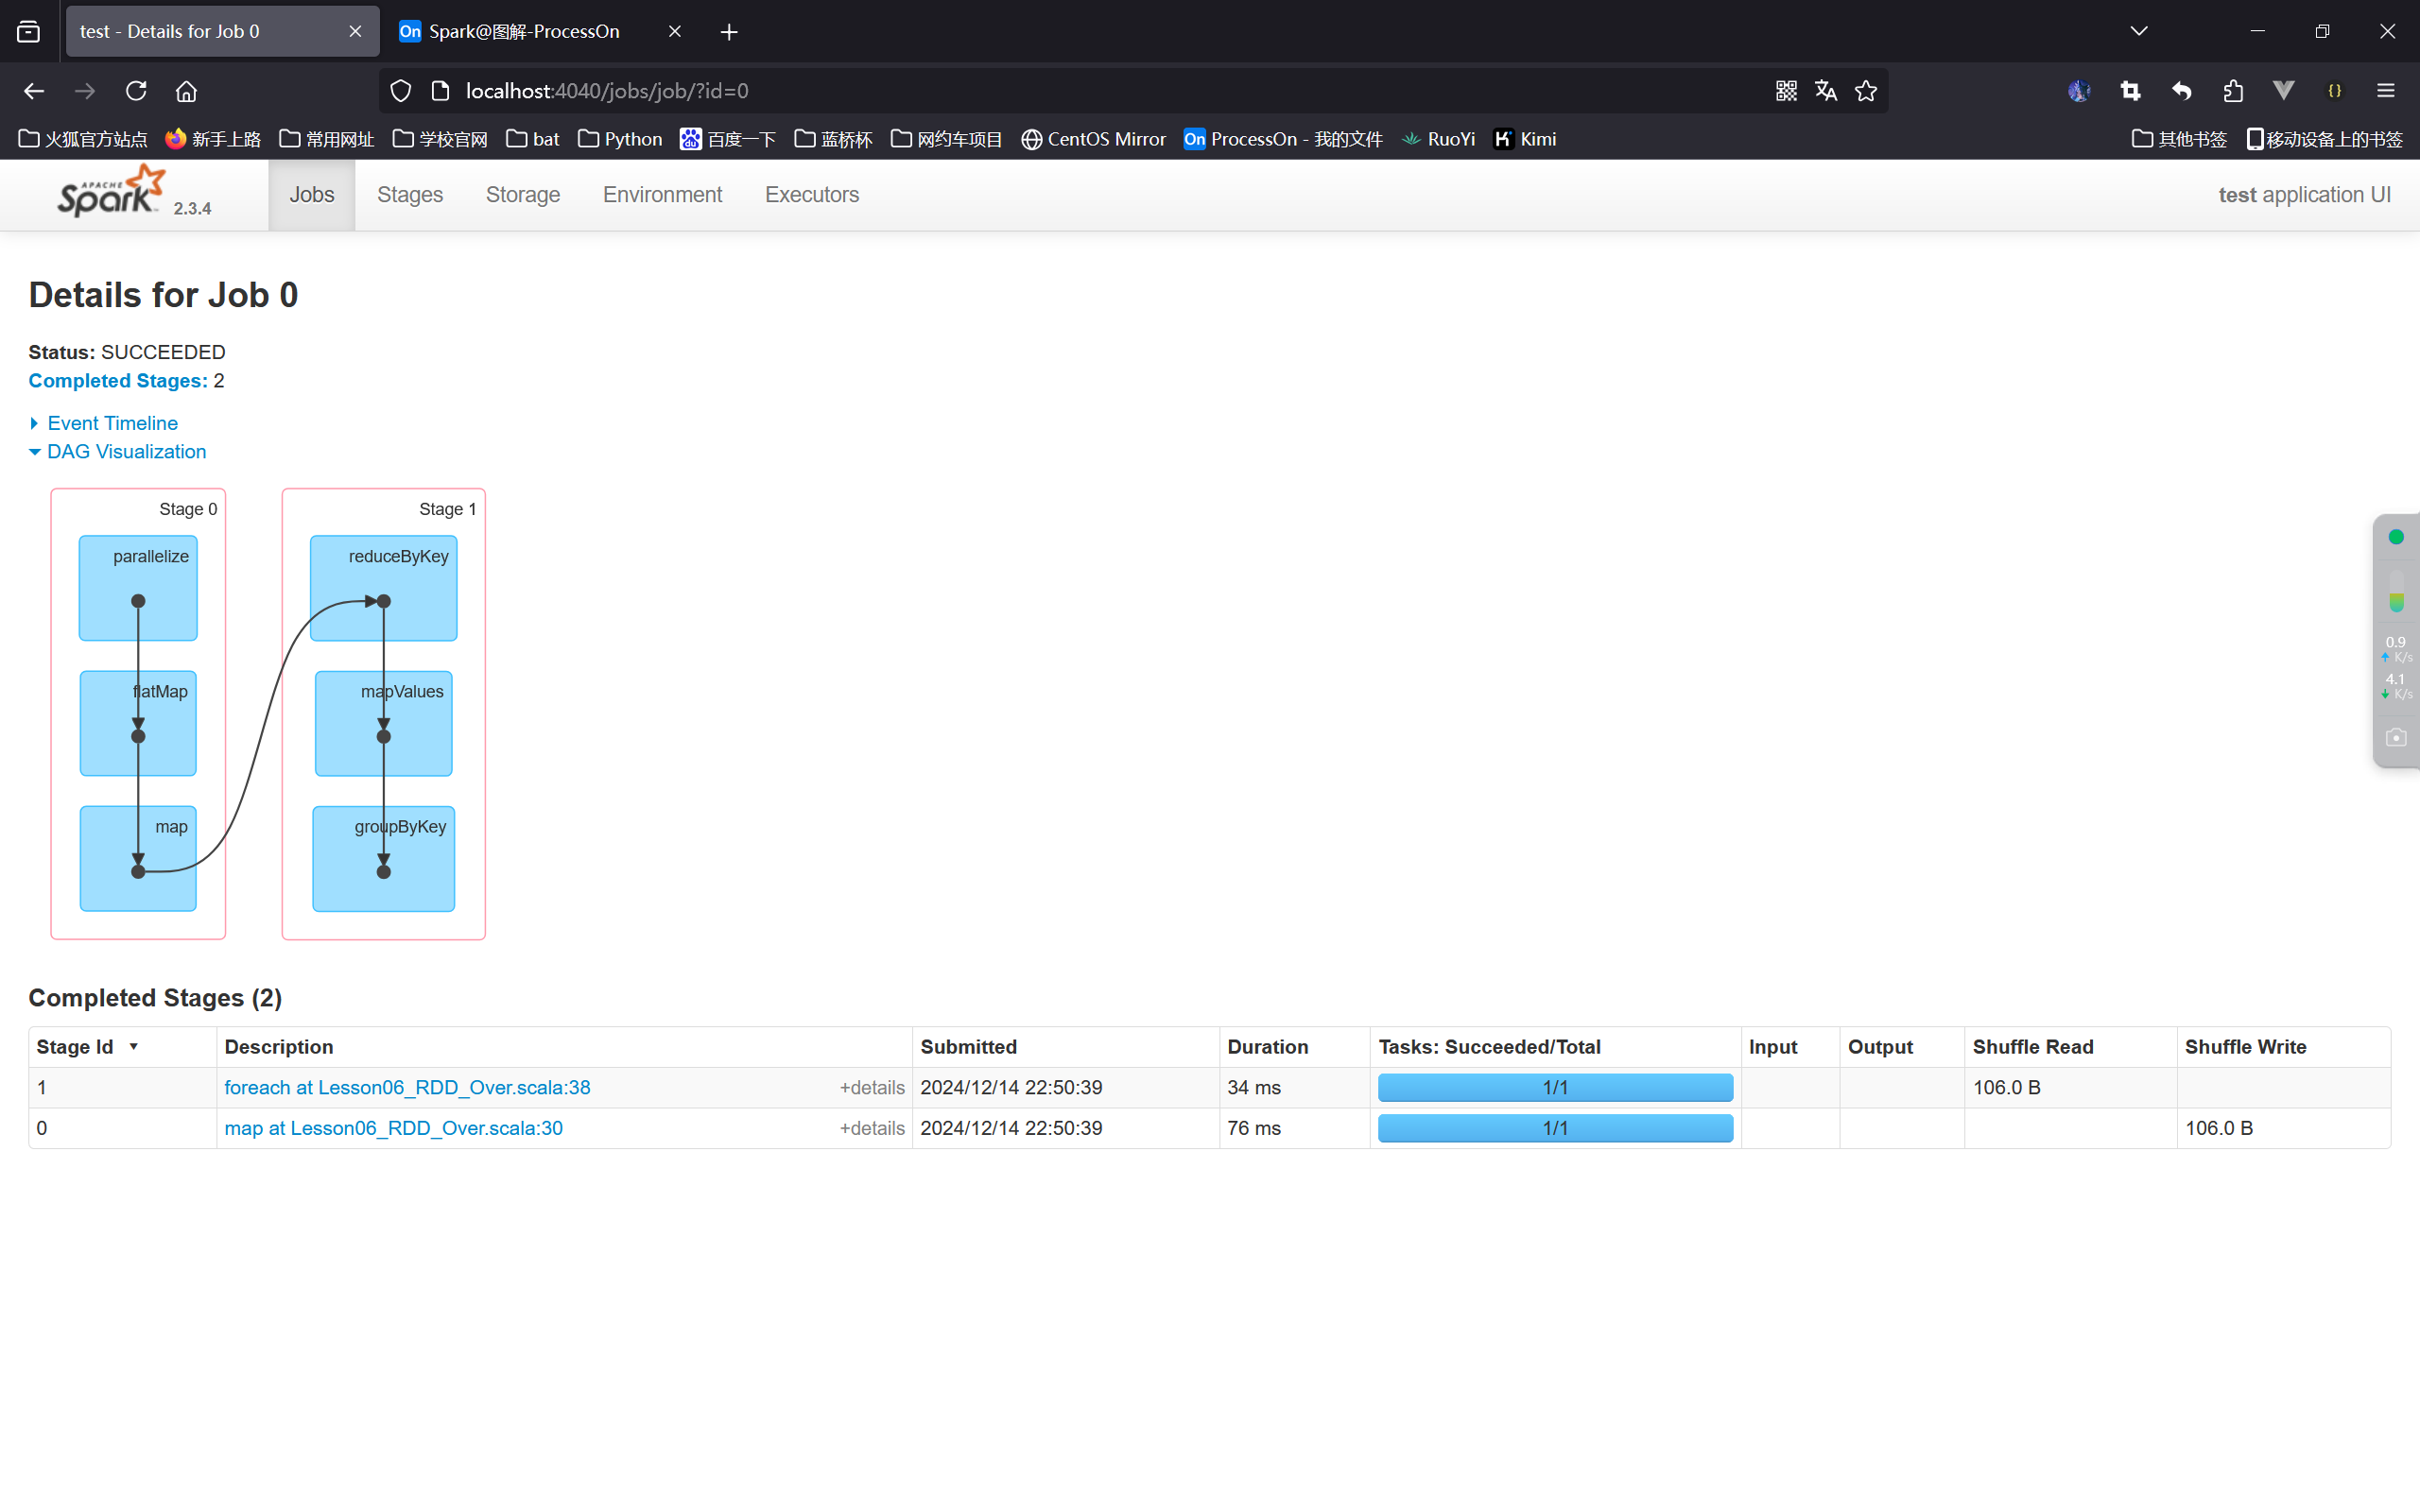 test - Details for Job 0
On Spark@图解-ProcessOn
localhost:4040/jobs/job/?id=0
火狐官方站点 新手上路 常用网址 学校官网 bat Python 百度一下 蓝桥杯 网约车项目 CentOS Mirror On ProcessOn - 我的文件 RuoYi Kimi 其他书签 移动设备上的书签
APACHE Spark 2.3.4 Jobs Stages Storage Environment Executors test application UI
Details for Job 0
Status: SUCCEEDED
Completed Stages: 2
Event Timeline
DAG Visualization
Stage 0
parallelize
flatMap
map
Stage 1
reduceByKey
mapValues
groupByKey
0.9
K/s
4.1
K/s
Completed Stages (2)
Stage Id Description Submitted Duration Tasks: Succeeded/Total Input Output Shuffle Read Shuffle Write
1 foreach at Lesson06_RDD_Over.scala:38 +details 2024/12/14 22:50:39 34 ms 1/1 106.0 B
0 map at Lesson06_RDD_Over.scala:30 +details 2024/12/14 22:50:39 76 ms 1/1 106.0 B